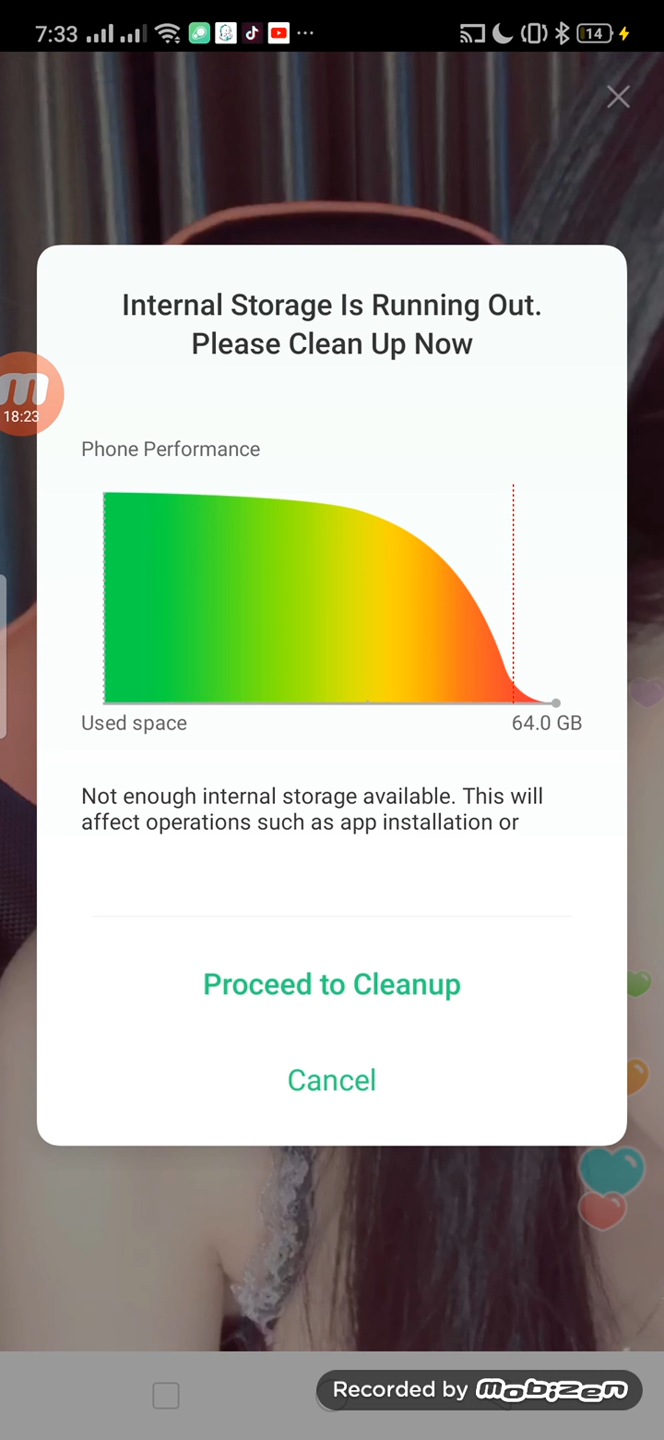 7:33
14
Internal Storage Is Running Out.
Please Clean Up Now
18:23
Phone Performance
Used space
64.0 GB
Not enough internal storage available. This will
affect operations such as app installation or
Proceed to Cleanup
Cancel
Recorded by mobizen